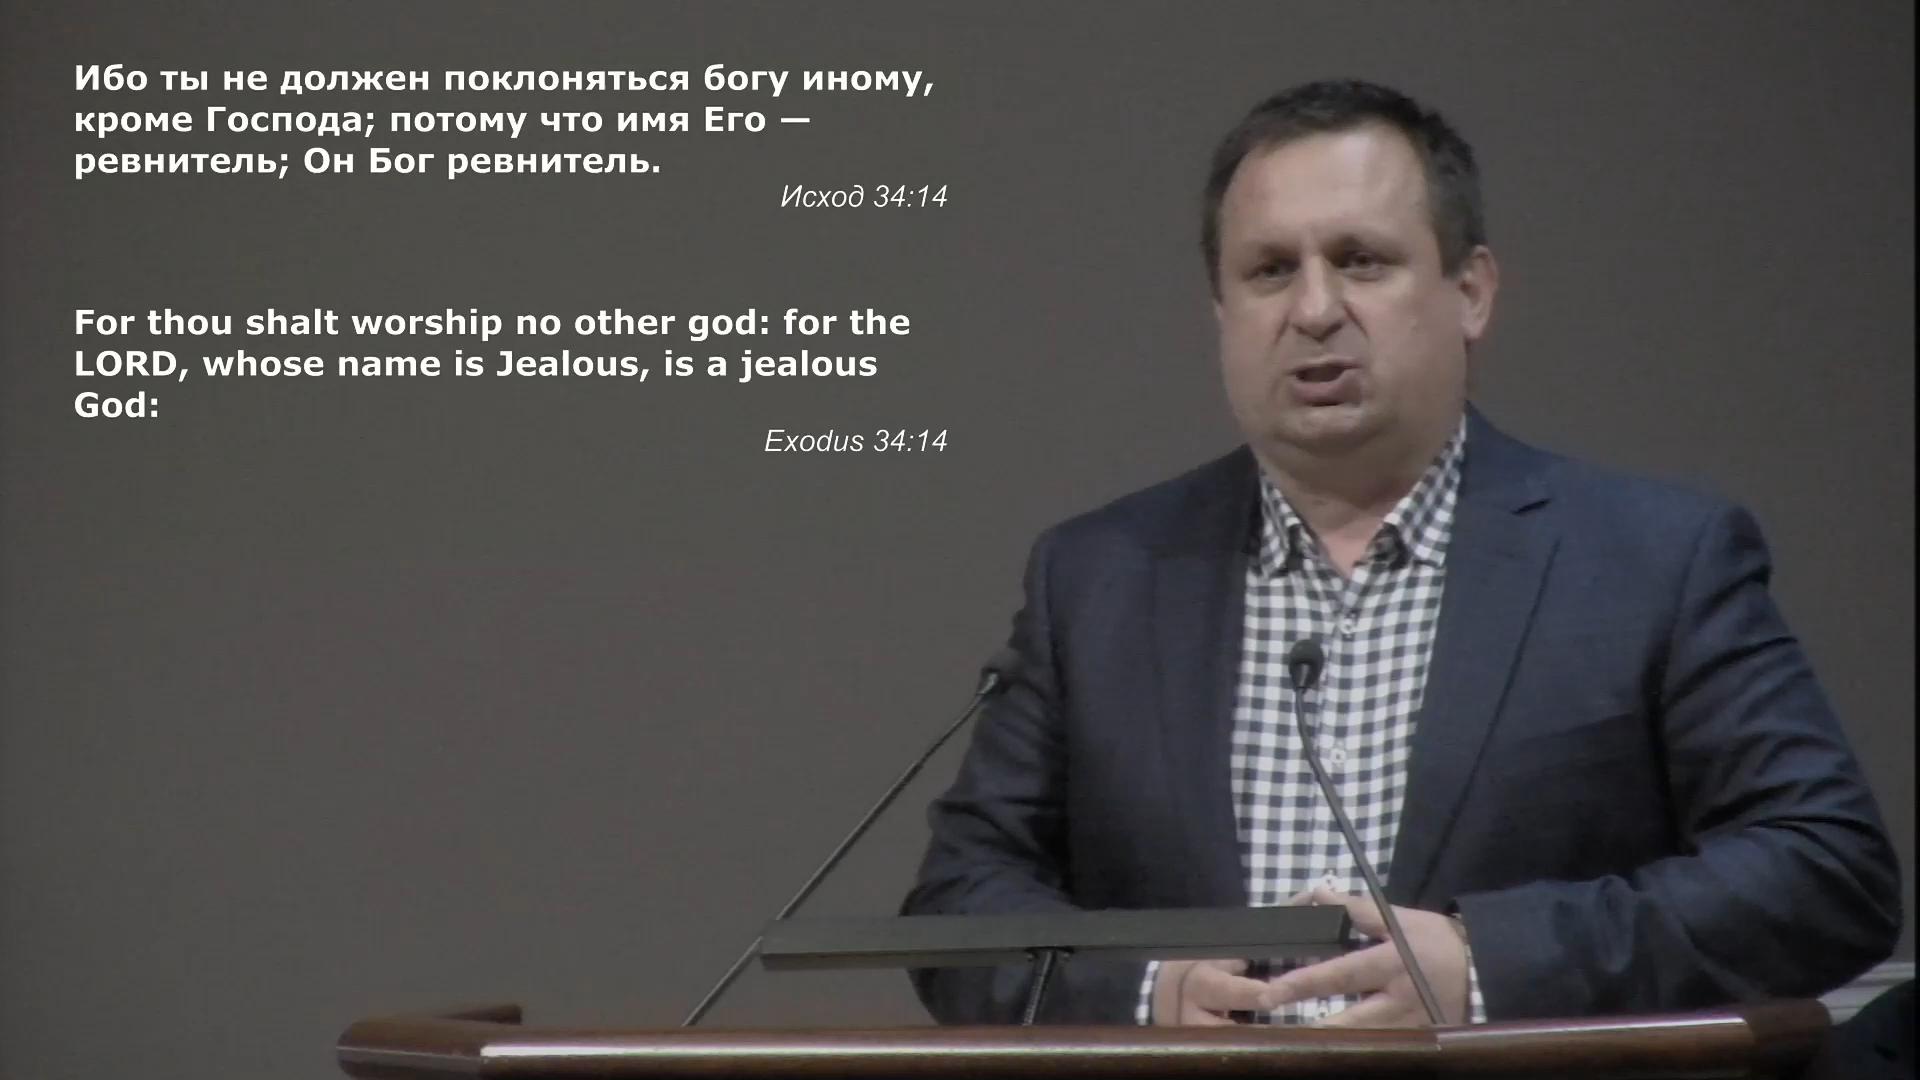 Ибо ты не должен поклоняться богу иному,
кроме Господа; потому что имя Его —
ревнитель; Он Бог ревнитель.
Исход 34:14
For thou shalt worship no other god: for the
LORD, whose name is Jealous, is a jealous
God:
Exodus 34:14